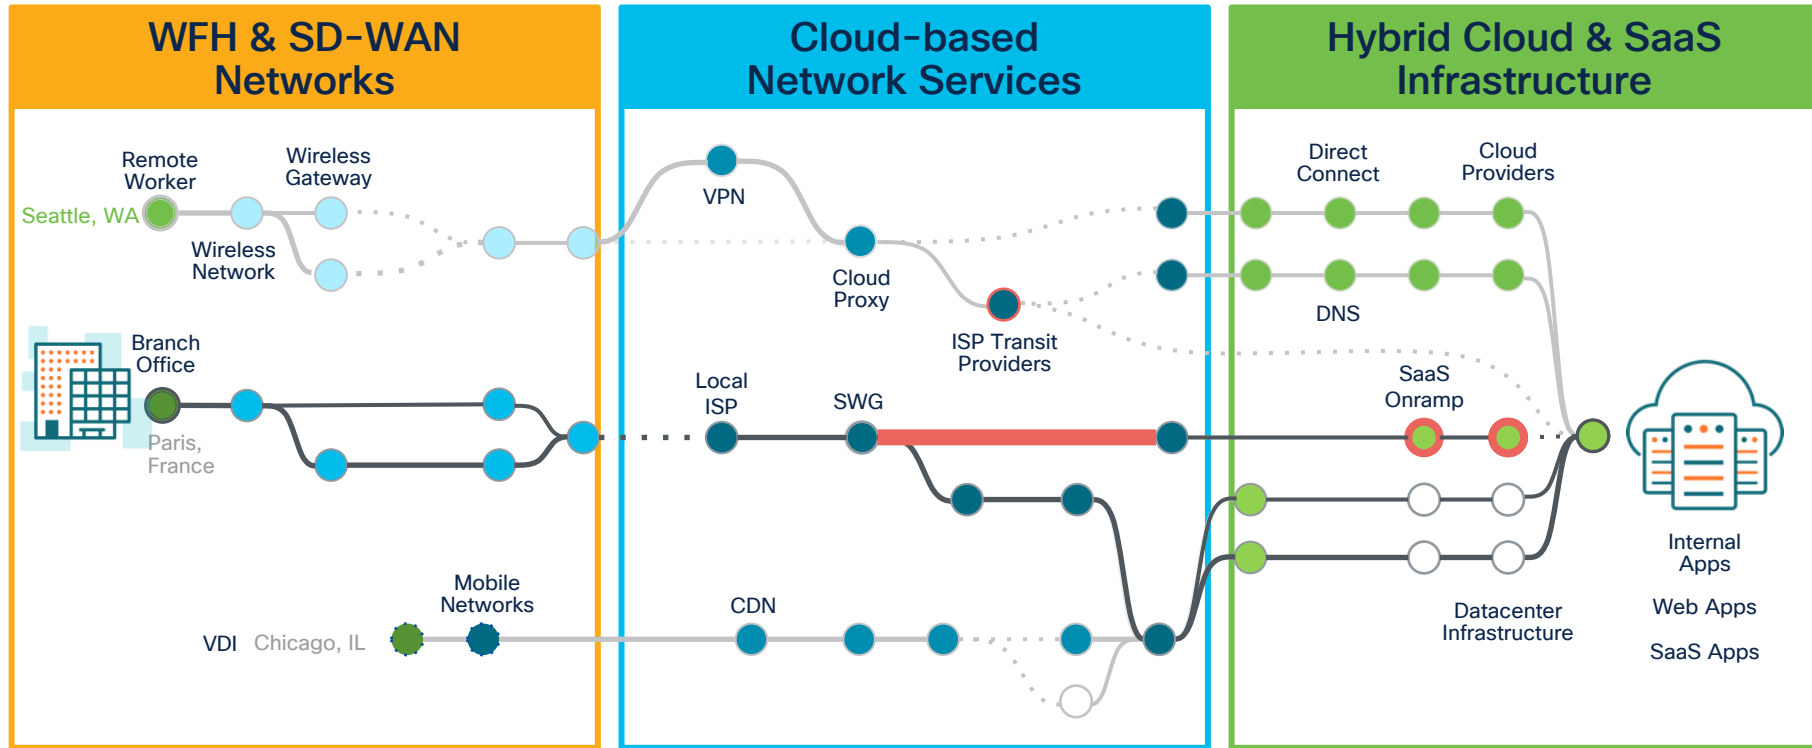 WFH & SD-WAN
Networks
Cloud-based
Network Services
Hybrid Cloud & SaaS
Infrastructure
Remote
Worker
Wireless
Gateway
Seattle, WA
Wireless
Network
VPN
Cloud
Proxy
ISP Transit
Providers
Direct
Connect
Cloud
Providers
DNS
Branch
Office
Paris,
France
Local
ISP
SWG
SaaS
Onramp
Mobile
Networks
VDI
Chicago, IL
CDN
Datacenter
Infrastructure
Internal
Apps
Web Apps
SaaS Apps